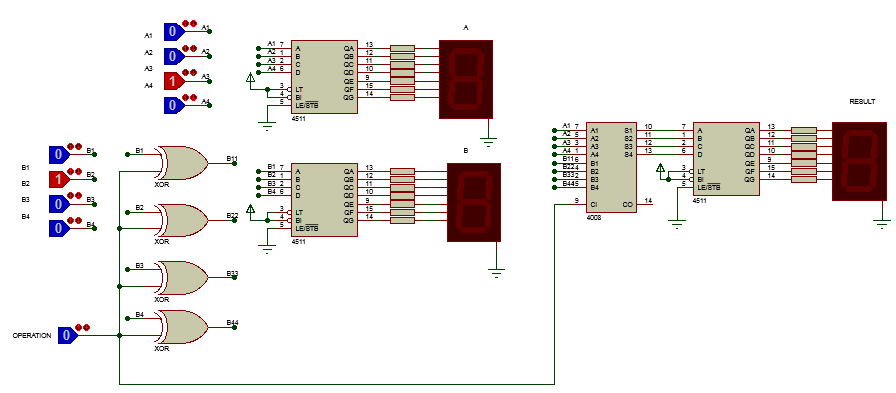 A1 0 A1
A2 0 A2
A3 1 A3
A4 0 A4
A
A1 7 A QA 13
A2 1 B QB 12
A3 2 C QC 11
A4 6 D QD 10
QE 9
3 LT QF 15
4 BI QG 14
5 LE/STB
4511
B1 0 B1
B2 1 B2
B3 0 B3
B4 0 B4
B1 B11
XOR
B2 B22
XOR
B3 B33
XOR
B4 B44
XOR
OPERATION 0
B
B1 7 A QA 13
B2 1 B QB 12
B3 2 C QC 11
B4 6 D QD 10
QE 9
3 LT QF 15
4 BI QG 14
5 LE/STB
4511
A1 7 A1 S1 10
A2 5 A2 S2 11
A3 3 A3 S3 12
A4 1 A4 S4 13
B11 6 B1
B22 4 B2
B33 2 B3
B44 15 B4
9 CI CO 14
4008
RESULT
7 A QA 13
1 B QB 12
2 C QC 11
6 D QD 10
QE 9
3 LT QF 15
4 BI QG 14
5 LE/STB
4511